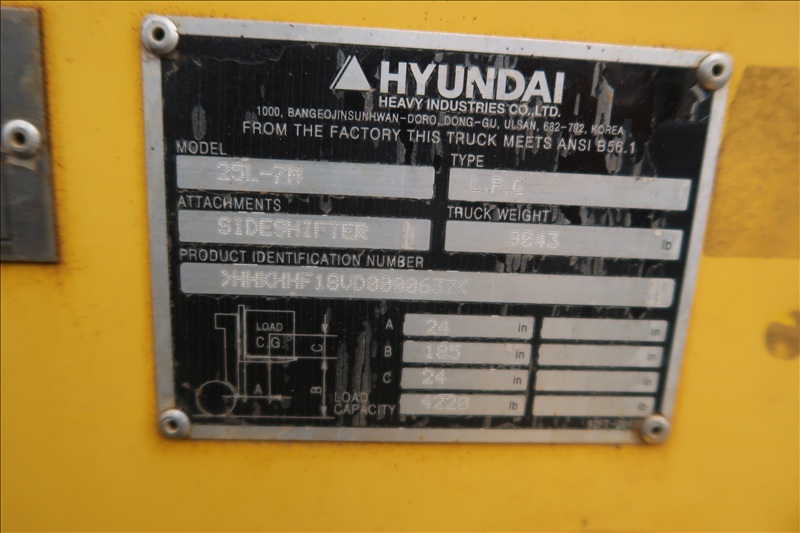 HYUNDAI
HEAVY INDUSTRIES CO., LTD.
1000, BANGEOJINSUNHWAN-DORO, DONG-GU, ULSAN, 682-792, KOREA
FROM THE FACTORY THIS TRUCK MEETS ANSI B56.1
MODEL TYPE
25L-7M L.P.G
ATTACHMENTS TRUCK WEIGHT
SIDESHIFTER 9043 lb
PRODUCT IDENTIFICATION NUMBER
>HHKHHF18VD0000637<
LOAD
C.G.
A
B
C
A 24 in in
B 185 in in
C 24 in in
LOAD CAPACITY 4220 lb lb